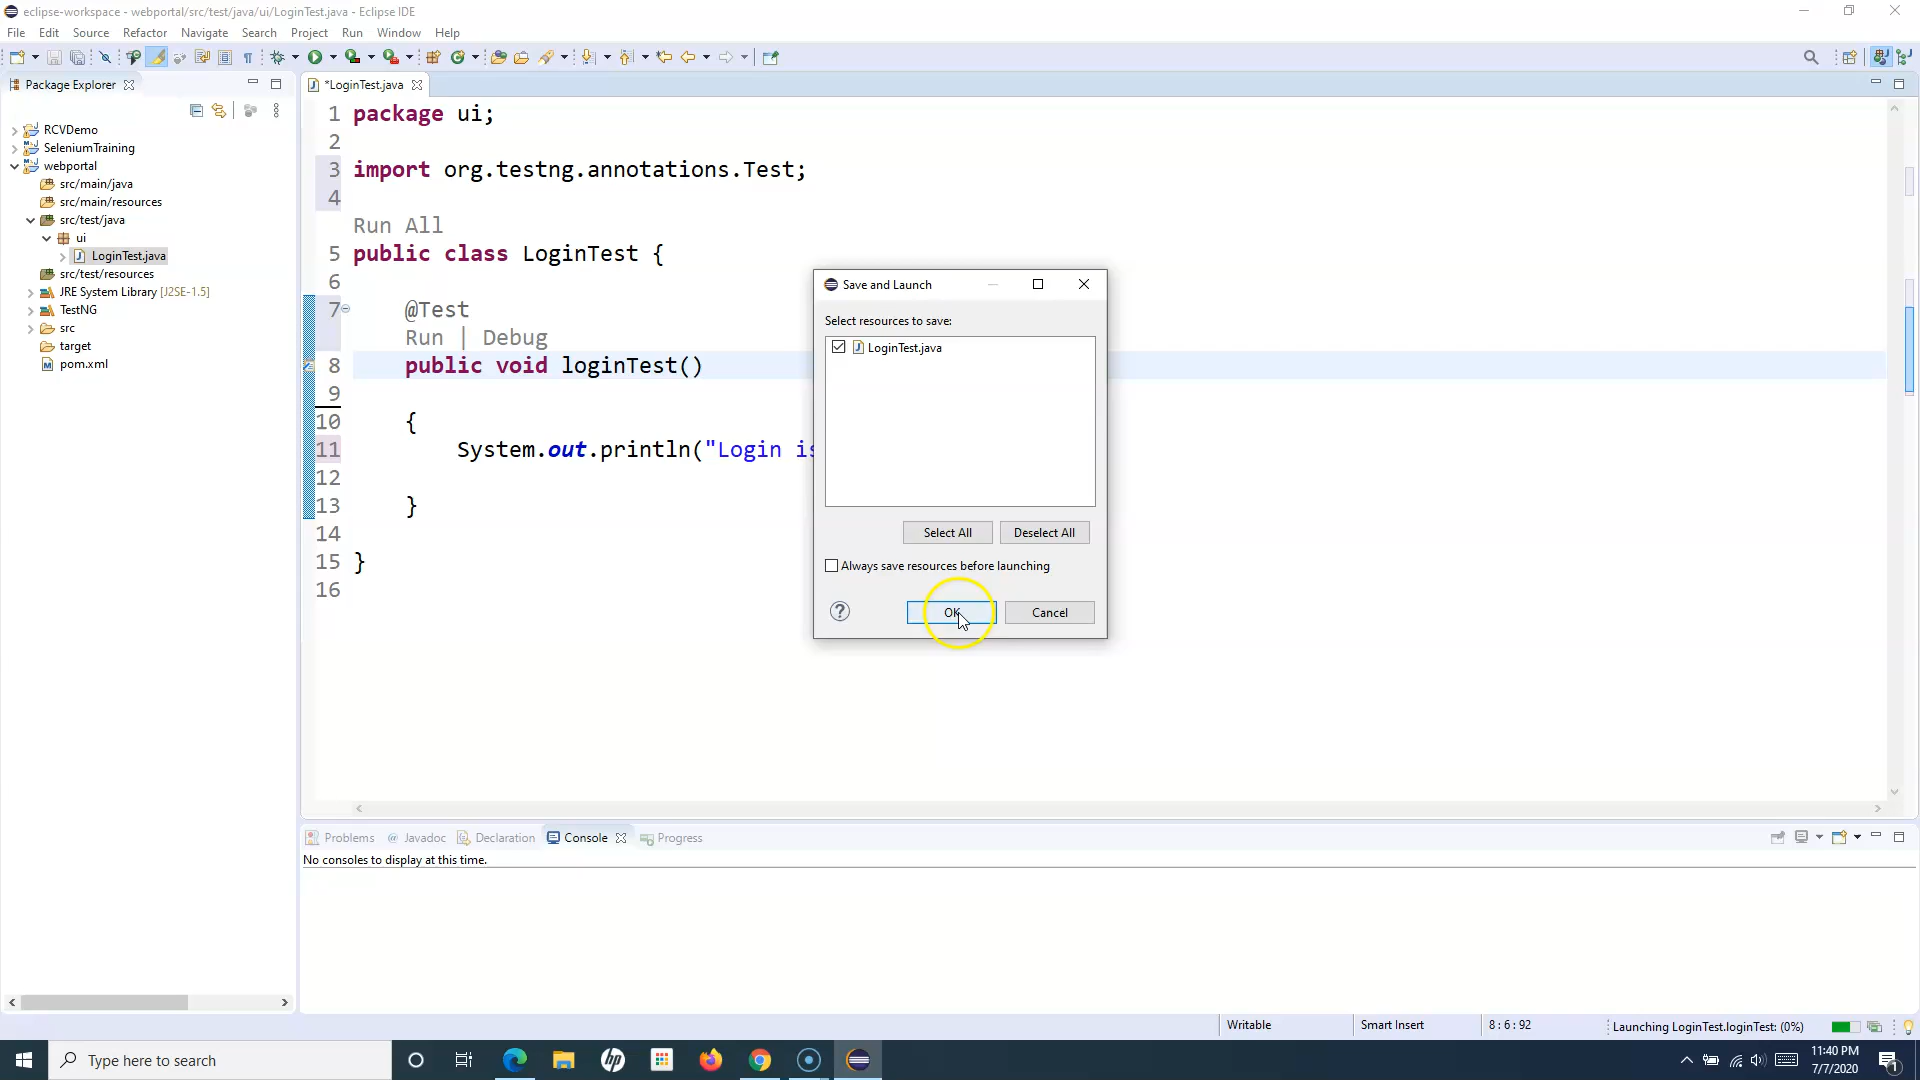 eclipse-workspace - webportal/src/test/java/ui/LoginTest.java - Eclipse IDE
File Edit Source Refactor Navigate Search Project Run Window Help
Package Explorer
*LoginTest.java
RCVDemo
SeleniumTraining
webportal
src/main/java
src/main/resources
src/test/java
ui
LoginTest.java
src/test/resources
JRE System Library [J2SE-1.5]
TestNG
src
target
pom.xml
1 package ui;
2
3 import org.testng.annotations.Test;
4
Run All
5 public class LoginTest {
6
7 @Test
Run | Debug
8 public void loginTest()
9
10 {
11 System.out.println("Login is
12
13 }
14
15 }
16
Save and Launch
Select resources to save:
LoginTest.java
Select All Deselect All
Always save resources before launching
? OK Cancel
Problems @ Javadoc Declaration Console Progress
No consoles to display at this time.
Writable Smart Insert 8 : 6 : 92 Launching LoginTest.loginTest: (0%)
Type here to search
hp
11:40 PM
7/7/2020
1